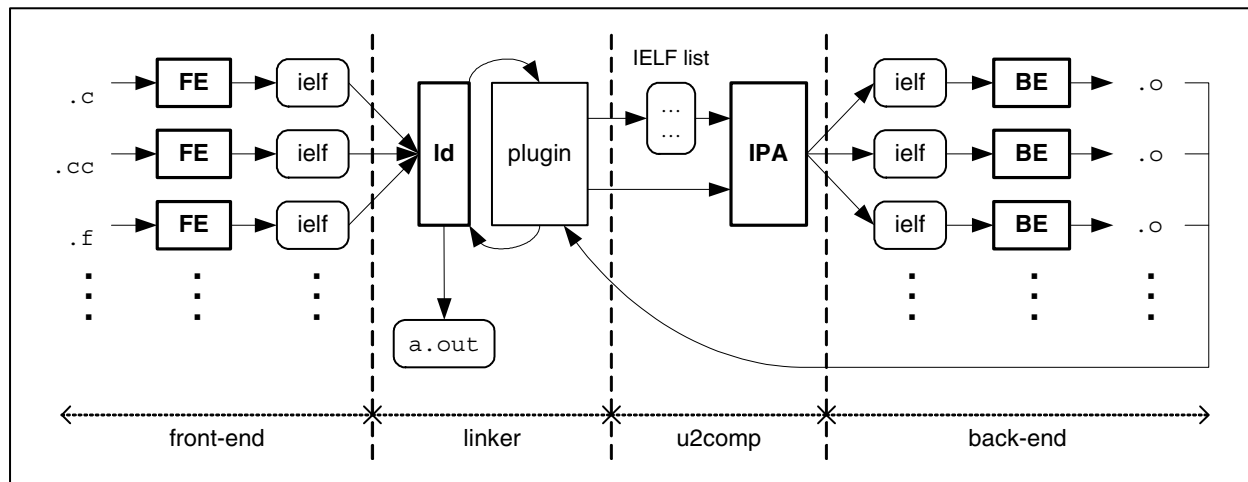 IELF list
.c FE ielf ld plugin ... ... IPA ielf BE .o
.cc FE ielf ielf BE .o
.f FE ielf ielf BE .o
a.out
front-end linker u2comp back-end